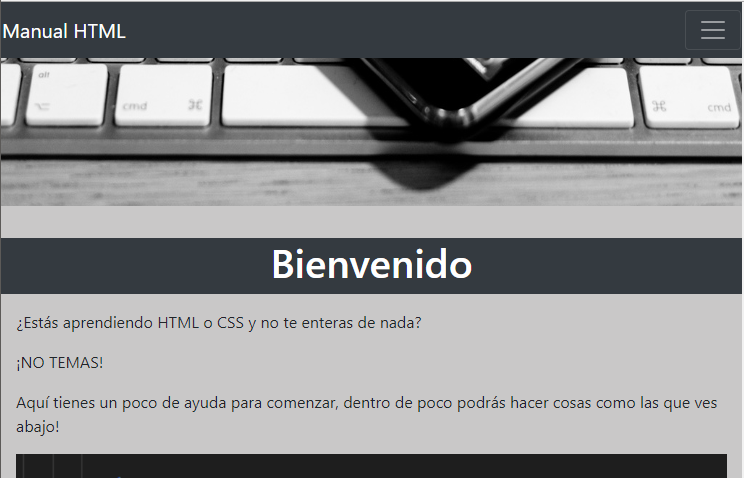 Manual HTML
alt
cmd
cmd
Bienvenido
¿Estás aprendiendo HTML o CSS y no te enteras de nada?
¡NO TEMAS!
Aquí tienes un poco de ayuda para comenzar, dentro de poco podrás hacer cosas como las que ves
abajo!